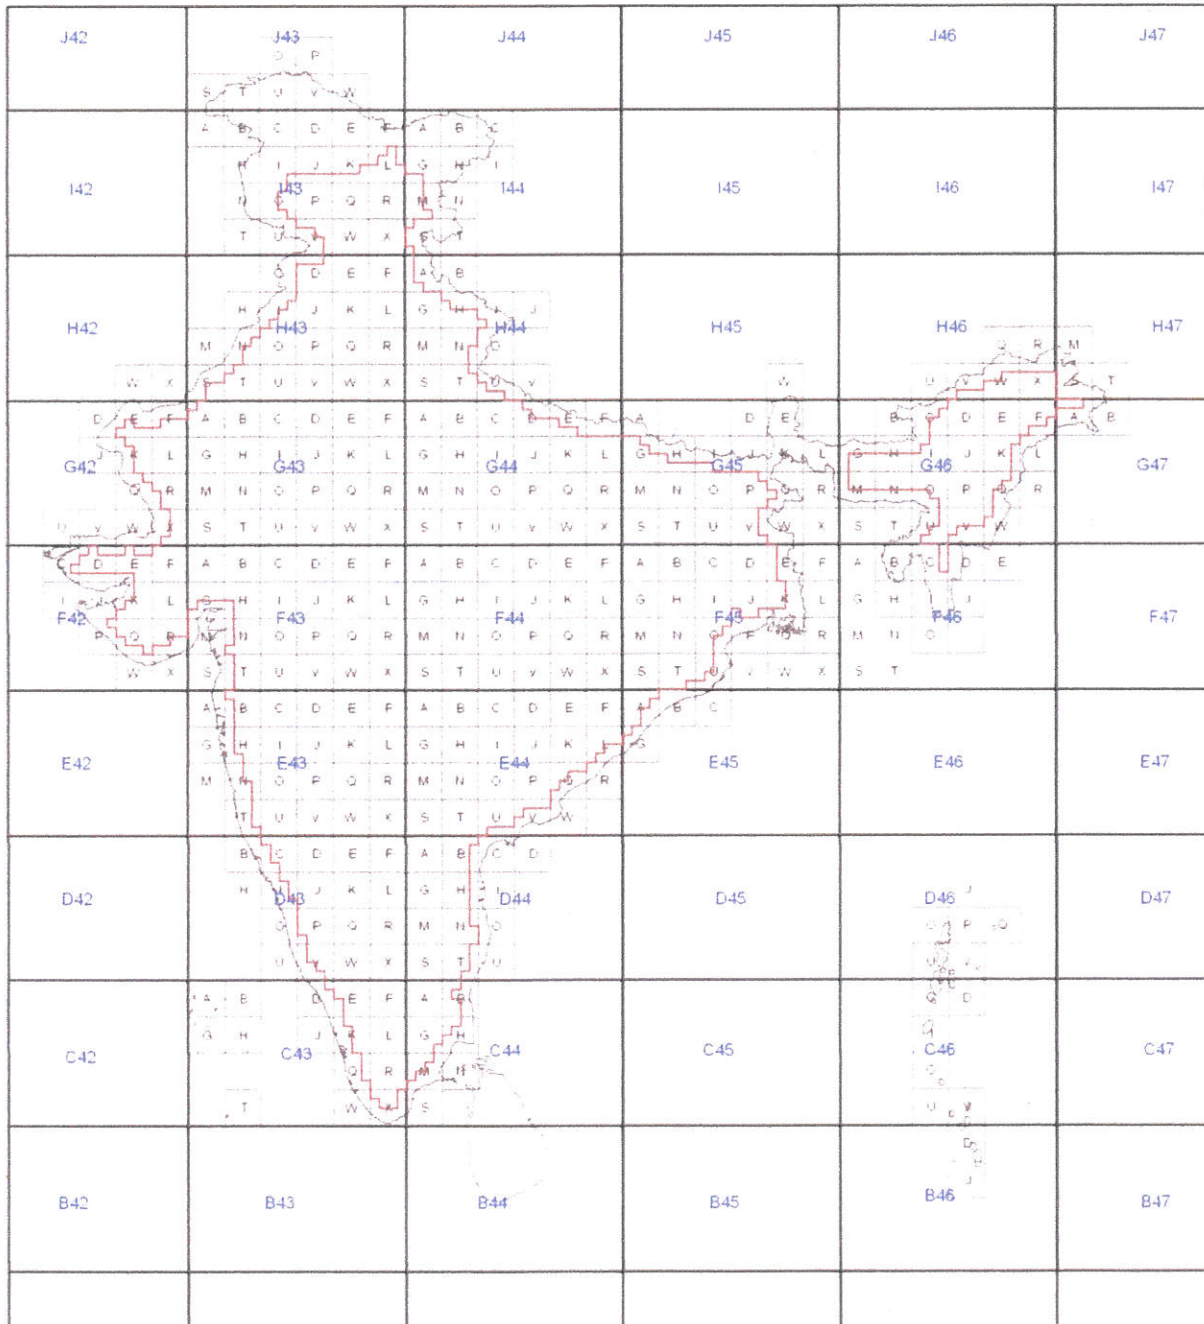 J42 J43 J44 J45 J46 J47
O P
S T U V W
A B C D E F A B C
H I J K L G H I
I42 I43 I44 I45 I46 I47
N O P Q R M N
T U V W X S T
C D E F A B
H I J K L G H I J
H42 H43 H44 H45 H46 H47
M N O P Q R M N O Q R M
W X S T U V W X S T U V W U V W X S T
D E F A B C D E F A B C D E F A D E B C D E F A B
K L G H I J K L G H I J K L G H I J K L G H I J K L
G42 G43 G44 G45 G46 G47
Q R M N O P Q R M N O P Q R M N O P Q R M N O P Q R
U V W X S T U V W X S T U V W X S T U V W X S T U V W
C D E F A B C D E F A B C D E F A B C D E F A B C D E
I J K L G H I J K L G H I J K L G H I J K L G H J
F42 F43 F44 F45 F46 F47
P Q R M N O P Q R M N O P Q R M N O P Q R M N O
W X S T U V W X S T U V W X S T U V W X S T
A B C D E F A B C D E F A B C
G H I J K L G H I J K L G
E42 E43 E44 E45 E46 E47
M N O P Q R M N O P Q R
T U V W X S T U V W
B C D E F A B C D
H I J K L G H I J
D42 D43 D44 D45 D46 D47
O P Q R M N O O P Q
U V W X S T U U V
A B D E F A B C D
G H J K L G H
C42 C43 C44 C45 C46 C47
Q R M N O
T W X S U V
D
J
B42 B43 B44 B45 B46 B47